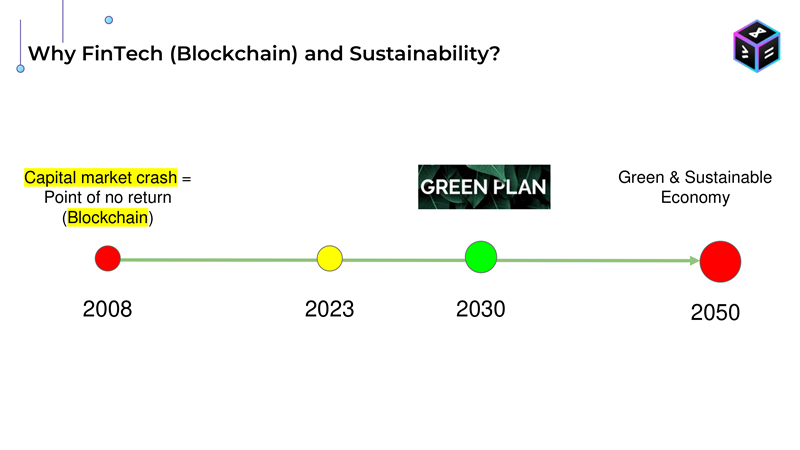 Why FinTech (Blockchain) and Sustainability?
Capital market crash =
Point of no return
(Blockchain)
GREEN PLAN
Green & Sustainable
Economy
2008
2023
2030
2050